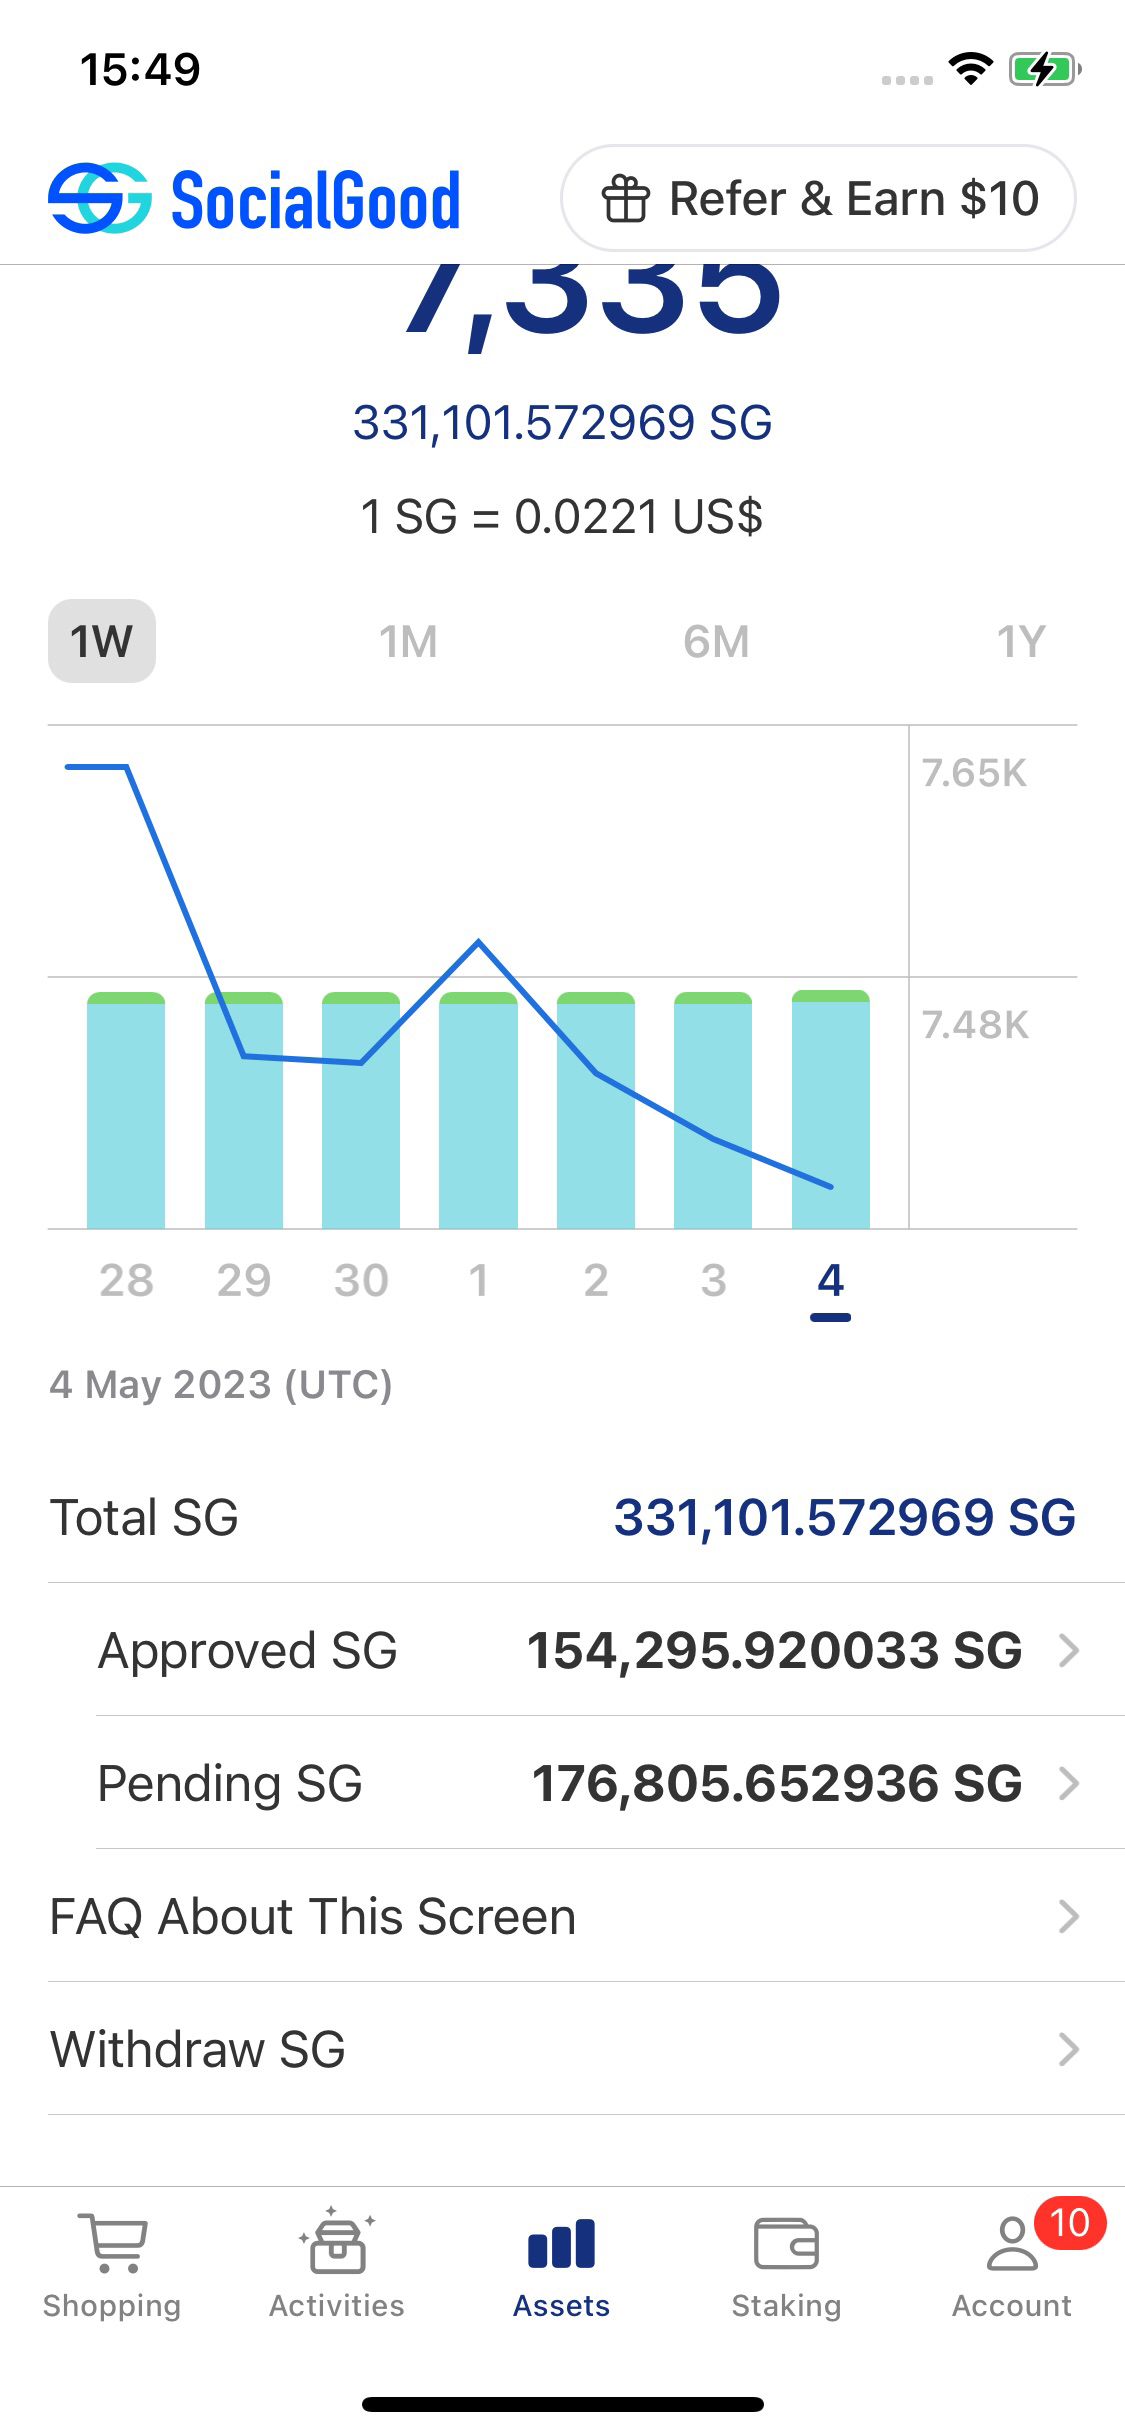 15:49
SocialGood
Refer & Earn $10
7,335
331,101.572969 SG
1 SG = 0.0221 US$
1W 1M 6M 1Y
7.65K
7.48K
28 29 30 1 2 3 4
4 May 2023 (UTC)
Total SG 331,101.572969 SG
Approved SG 154,295.920033 SG
Pending SG 176,805.652936 SG
FAQ About This Screen
Withdraw SG
10
Shopping Activities Assets Staking Account